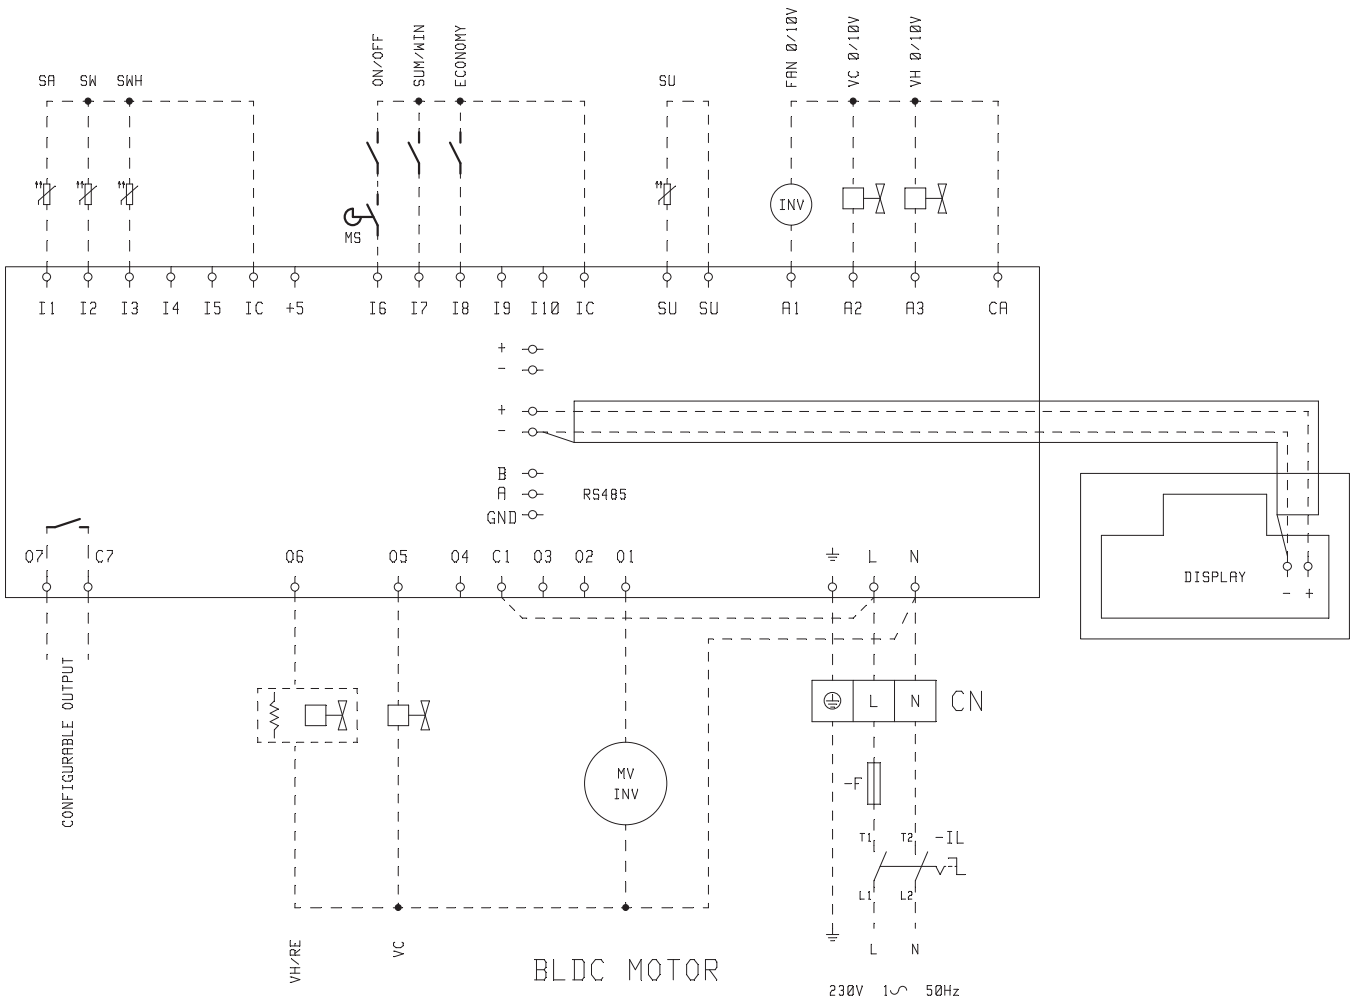 ON/OFF
SUM/WIN
ECONOMY
FAN 0/10V
VC 0/10V
VH 0/10V
SA SW SWH SU
INV
MS
I1 I2 I3 I4 I5 IC +5 I6 I7 I8 I9 I10 IC SU SU A1 A2 A3 CA
+
-
+
-
B
A RS485
GND
O7 C7 O6 O5 O4 C1 O3 O2 O1 L N
DISPLAY
- +
CONFIGURABLE OUTPUT
L N CN
MV
INV
-F
T1 T2 -IL
L1 L2
VH/RE
VC
L N
BLDC MOTOR
230V 1~ 50Hz